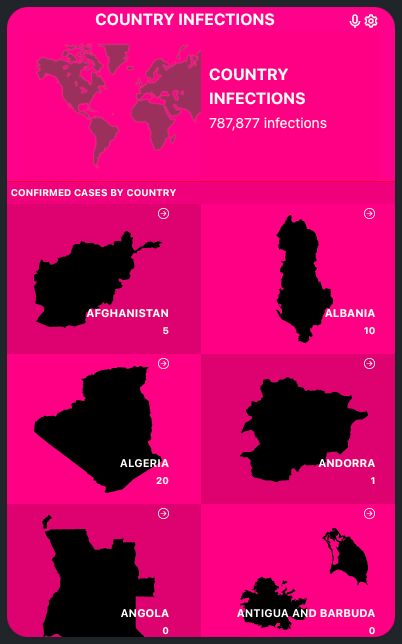 COUNTRY INFECTIONS
COUNTRY
INFECTIONS
787,877 infections
CONFIRMED CASES BY COUNTRY
AFGHANISTAN
5
ALBANIA
10
ALGERIA
20
ANDORRA
1
ANGOLA
0
ANTIGUA AND BARBUDA
0